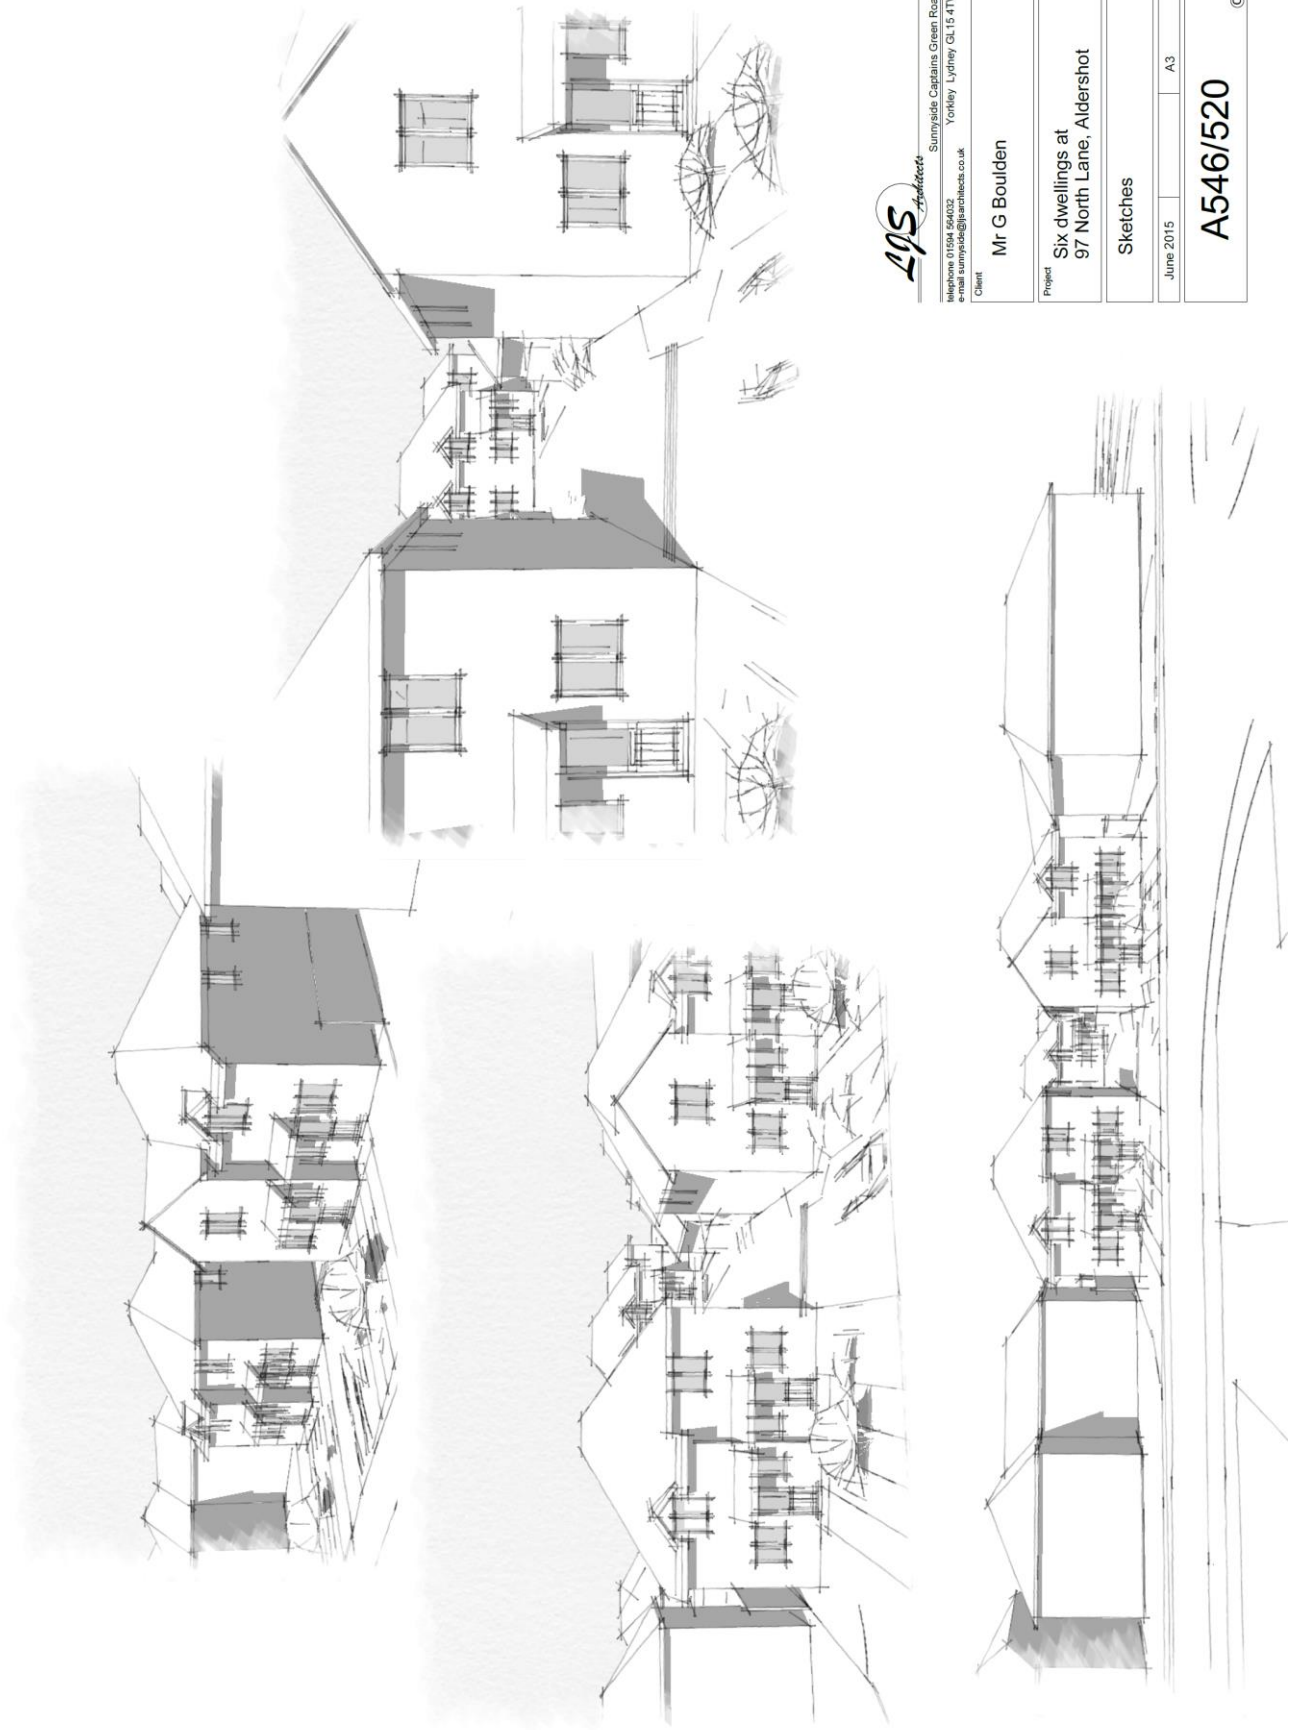 LJS Architects
Sunnyside Captains Green Roa
telephone 01594 564032 Yorkley Lydney GL15 4T
e-mail sunnyside@ljsarchitects.co.uk
Client
Mr G Boulden
Project
Six dwellings at
97 North Lane, Aldershot
Sketches
June 2015 A3
A546/520
©